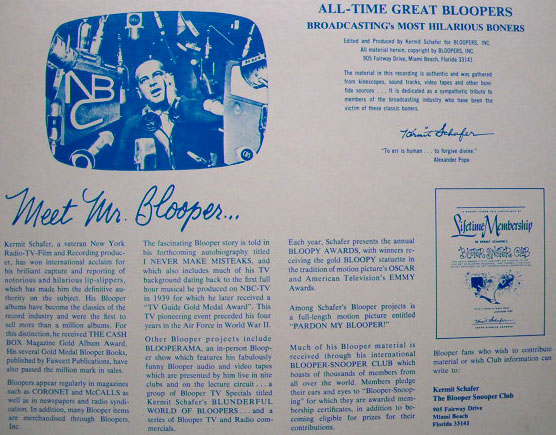 ALL-TIME GREAT BLOOPERS
BROADCASTING's MOST HILARIOUS BONERS
Edited and Produced by Kermit Schafer for BLOOPERS, INC.
All material herein, copyright by BLOOPERS, INC.
905 Fairway Drive, Miami Beach, Florida 33141
The material in this recording is authentic and was gathered
from kinescopes, sound tracks, video tapes and other bona
fide sources . . . It is dedicated as a sympathetic tribute to
members of the broadcasting industry who have been the
victim of these classic boners.
Kermit Schafer
"To err is human . . . to forgive divine."
Alexander Pope
NBC
CBS
Meet Mr. Blooper...
Kermit Schafer, a veteran New York
Radio-TV-Film and Recording produc-
er, has won international acclaim for
his brilliant capture and reporting of
notorious and hilarious lip-slippers,
which has made him the definitive au-
thority on the subject. His Blooper
albums have become the classics of the
record industry and were the first to
sell more than a million albums. For
this distinction, he received THE CASH
BOX Magazine Gold Album Award.
His several Gold Medal Blooper Books,
published by Fawcett Publications, have
also passed the million mark in sales.
Bloopers appear regularly in magazines
such as CORONET and McCALLS as
well as newspapers and radio syndi-
cation. In addition, many Blooper items
are merchandised through Bloopers,
Inc.
The fascinating Blooper story is told in
his forthcoming autobiography titled
I NEVER MAKE MISTEAKS, and
which also includes much of his TV
background dating back to the first full
hour musical he produced on NBC-TV
in 1939 for which he later received a
"TV Guide Gold Medal Award". This
TV pioneering event preceded his four
years in the Air Force in World War II.
Other Blooper projects include
BLOOPERAMA, an in-person Bloop-
er show which features his fabulously
funny Blooper audio and video tapes
which are presented by him live in nite
clubs and on the lecture circuit . . . a
group of Blooper TV Specials titled
Kermit Schafer's BLUNDERFUL
WORLD OF BLOOPERS . . . and a
series of Blooper TV and Radio com-
mercials.
Each year, Schafer presents the annual
BLOOPY AWARDS, with winners re-
ceiving the gold BLOOPY statuette in
the tradition of motion picture's OSCAR
and American Television's EMMY
Awards.
Among Schafer's Blooper projects is
a full-length motion picture entitled
"PARDON MY BLOOPER!"
Much of his Blooper material is
received through his international
BLOOPER-SNOOPER CLUB which
boasts of thousands of members from
all over the world. Members pledge
their ears and eyes to "Blooper-Snoop-
ing" for which they are awarded mem-
bership certificates, in addition to be-
coming eligible for prizes for their
contributions.
Lifetime Membership
IN KERMIT SCHAFER'S
BLOOPER SNOOPER CLUB
Blooper fans who wish to contribute
material or wish Club information can
write to:
Kermit Schafer
The Blooper Snooper Club
905 Fairway Drive
Miami Beach
Florida 33141